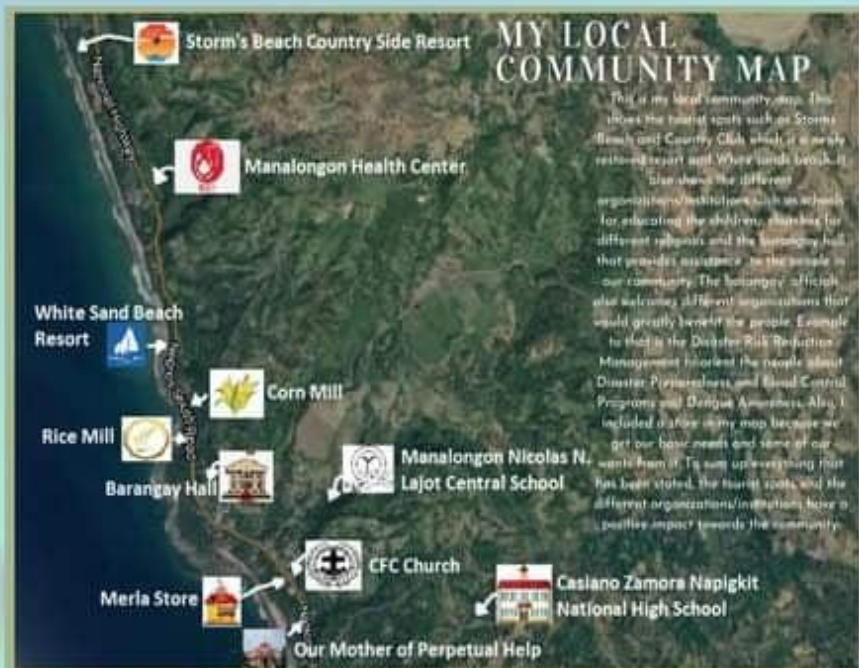 MY LOCAL
COMMUNITY MAP
This is my local community map. This
shows the tourist spots such as Storms
Beach and Country Club which is a newly
restored resort and White sands beach. It
also shows the different
organizations/institutions such as schools
for educating the children, churches for
different religions and the barangay hall
that provides assistance to the people in
our community. The barangay officials
also welcomes different organizations that
would greatly benefit the people. Example
to that is the Disaster Risk Reduction
Management to orient the people about
Disaster Preparedness and Control
Programs and Dengue Awareness. Also, I
included a store in my map because we
get our basic needs and some of our
wants from it. To sum up everything that
has been stated, the tourist spots and the
different organizations/institutions have a
positive impact towards the community.
Storm's Beach Country Side Resort
National Highway
Manalongon Health Center
White Sand Beach
Resort
Corn Mill
Rice Mill
Barangay Hall
Manalongon Nicolas N.
Lajot Central School
CFC Church
Merla Store
Casiano Zamora Napigkit
National High School
Our Mother of Perpetual Help